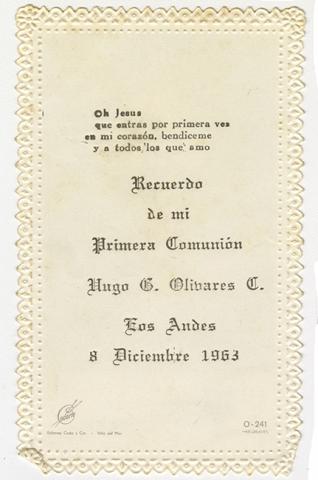 Oh Jesus
que entras por primera vez
en mi corazón, bendíceme
y a todos los que amo
Recuerdo
de mi
Primera Comunión
Hugo G. Olivares C.
Los Andes
8 Diciembre 1963
O-241